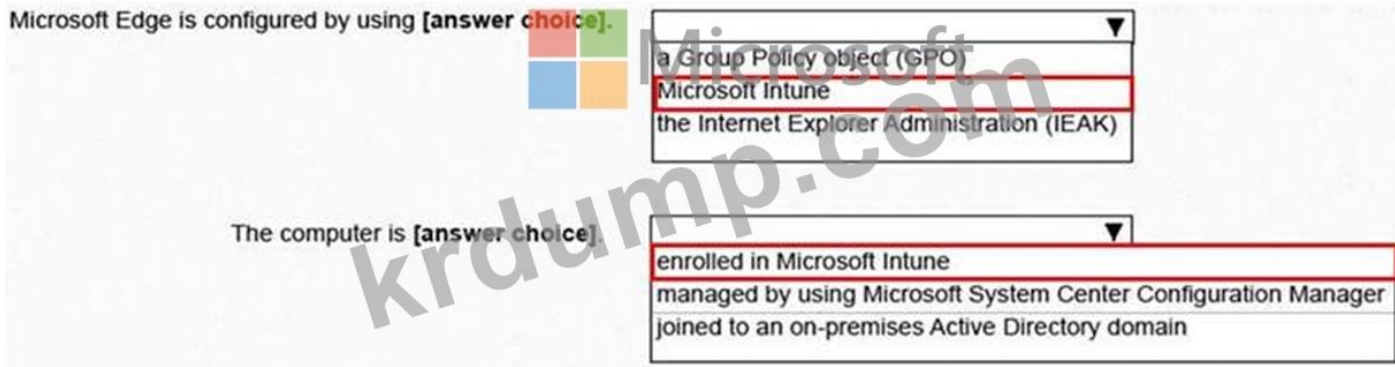 Microsoft Edge is configured by using [answer choice].
a Group Policy object (GPO)
Microsoft Intune
the Internet Explorer Administration (IEAK)
The computer is [answer choice].
enrolled in Microsoft Intune
managed by using Microsoft System Center Configuration Manager
joined to an on-premises Active Directory domain
Microsoft
krdump.com